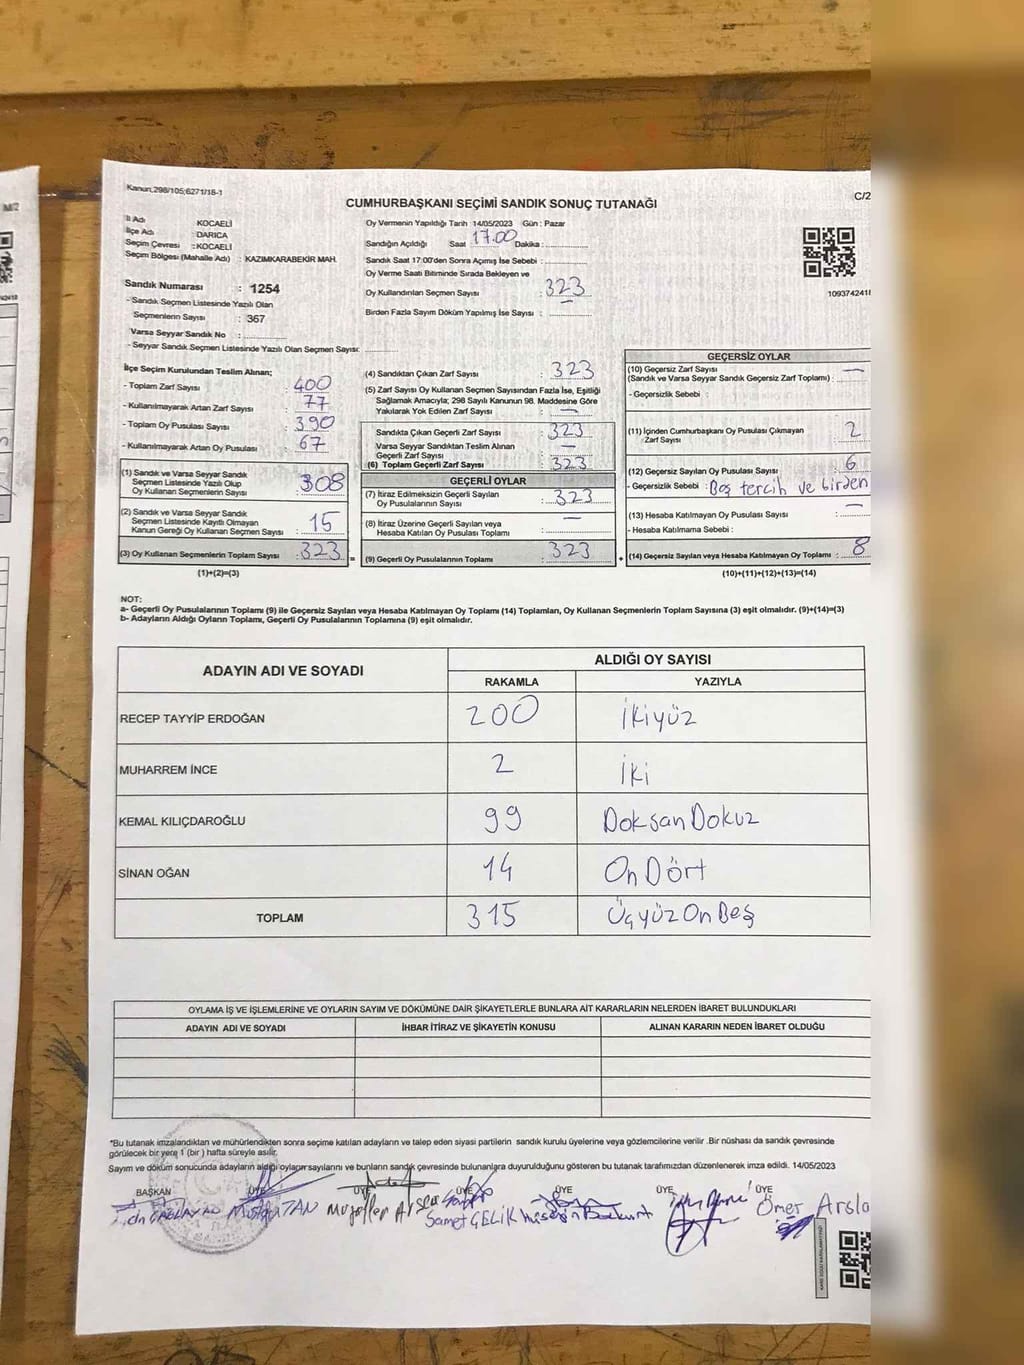 Kanun;298/105;6271/18-1
CUMHURBAŞKANI SEÇİMİ SANDIK SONUÇ TUTANAĞI
C/2
İl Adı : KOCAELİ
İlçe Adı : DARICA
Seçim Çevresi : KOCAELİ
Seçim Bölgesi (Mahalle Adı) : KAZIMKARABEKİR MAH.
Sandık Numarası : 1254
- Sandık Seçmen Listesinde Yazılı Olan
Seçmenlerin Sayısı : 367
Varsa Seyyar Sandık No :
- Seyyar Sandık Seçmen Listesinde Yazılı Olan Seçmen Sayısı:
Oy Vermenin Yapıldığı Tarih 14/05/2023 Gün : Pazar
Sandığın Açıldığı Saat 17.00 Dakika :
Sandık Saat 17:00'den Sonra Açımış İse Sebebi :
Oy Verme Saati Bitiminde Sırada Bekleyen ve
Oy Kullandırılan Seçmen Sayısı : 323
Birden Fazla Sayım Döküm Yapılmış İse Sayısı :
1093742418
İlçe Seçim Kurulundan Teslim Alınan;
- Toplam Zarf Sayısı : 400
- Kullanılmayarak Artan Zarf Sayısı : 77
- Toplam Oy Pusulası Sayısı : 390
- Kullanılmayarak Artan Oy Pusulası : 67
(1) Sandık ve Varsa Seyyar Sandık
Seçmen Listesinde Yazılı Olup
Oy Kullanan Seçmenlerin Sayısı : 308
(2) Sandık ve Varsa Seyyar Sandık
Seçmen Listesinde Kayıtlı Olmayan
Kanun Gereği Oy Kullanan Seçmen Sayısı : 15
(3) Oy Kullanan Seçmenlerin Toplam Sayısı : 323 =
(1)+(2)=(3)
(4) Sandıktan Çıkan Zarf Sayısı : 323
(5) Zarf Sayısı Oy Kullanan Seçmen Sayısından Fazla İse, Eşitliği
Sağlamak Amacıyla; 298 Sayılı Kanunun 98. Maddesine Göre
Yakılarak Yok Edilen Zarf Sayısı : —
Sandıkta Çıkan Geçerli Zarf Sayısı : 323
Varsa Seyyar Sandıktan Teslim Alınan
Geçerli Zarf Sayısı : —
(6) Toplam Geçerli Zarf Sayısı : 323
GEÇERLİ OYLAR
(7) İtiraz Edilmeksizin Geçerli Sayılan
Oy Pusulalarının Sayısı : 323
(8) İtiraz Üzerine Geçerli Sayılan veya
Hesaba Katılan Oy Pusulası Toplamı : —
(9) Geçerli Oy Pusulalarının Toplamı : 323 +
GEÇERSİZ OYLAR
(10) Geçersiz Zarf Sayısı : —
(Sandık ve Varsa Seyyar Sandık Geçersiz Zarf Toplamı) :
- Geçersizlik Sebebi :
(11) İçinden Cumhurbaşkanı Oy Pusulası Çıkmayan
Zarf Sayısı : 2
(12) Geçersiz Sayılan Oy Pusulası Sayısı : 6
- Geçersizlik Sebebi : Boş tercih ve birden
(13) Hesaba Katılmayan Oy Pusulası Sayısı : —
- Hesaba Katılmama Sebebi :
(14) Geçersiz Sayılan veya Hesaba Katılmayan Oy Toplamı : 8
(10)+(11)+(12)+(13)=(14)
NOT:
a- Geçerli Oy Pusulalarının Toplamı (9) ile Geçersiz Sayılan veya Hesaba Katılmayan Oy Toplamı (14) Toplamları, Oy Kullanan Seçmenlerin Toplam Sayısına (3) eşit olmalıdır. (9)+(14)=(3)
b- Adayların Aldığı Oyların Toplamı, Geçerli Oy Pusulalarının Toplamına (9) eşit olmalıdır.
ADAYIN ADI VE SOYADI
ALDIĞI OY SAYISI
RAKAMLA YAZIYLA
RECEP TAYYİP ERDOĞAN 200 İkiyüz
MUHARREM İNCE 2 İki
KEMAL KILIÇDAROĞLU 99 DoksanDokuz
SİNAN OĞAN 14 OnDört
TOPLAM 315 ÜçyüzOnBeş
OYLAMA İŞ VE İŞLEMLERİNE VE OYLARIN SAYIM VE DÖKÜMÜNE DAİR ŞİKAYETLERLE BUNLARA AİT KARARLARIN NELERDEN İBARET BULUNDUKLARI
ADAYIN ADI VE SOYADI İHBAR İTİRAZ VE ŞİKAYETİN KONUSU ALINAN KARARIN NEDEN İBARET OLDUĞU
*Bu tutanak imzalandıktan ve mühürlendikten sonra seçime katılan adayların ve talep eden siyasi partilerin sandık kurulu üyelerine veya gözlemcilerine verilir .Bir nüshası da sandık çevresinde
görülecek bir yere 1 (bir ) hafta süreyle asılır.
Sayım ve döküm sonucunda adayların aldığı oyların sayılarını ve bunların sandık çevresinde bulunanlara duyurulduğunu gösteren bu tutanak tarafımızdan düzenlenerek imza edildi. 14/05/2023
BAŞKAN ÜYE ÜYE ÜYE ÜYE ÜYE ÜYE
Samet ÇELİK
Ömer Arslo
M/2